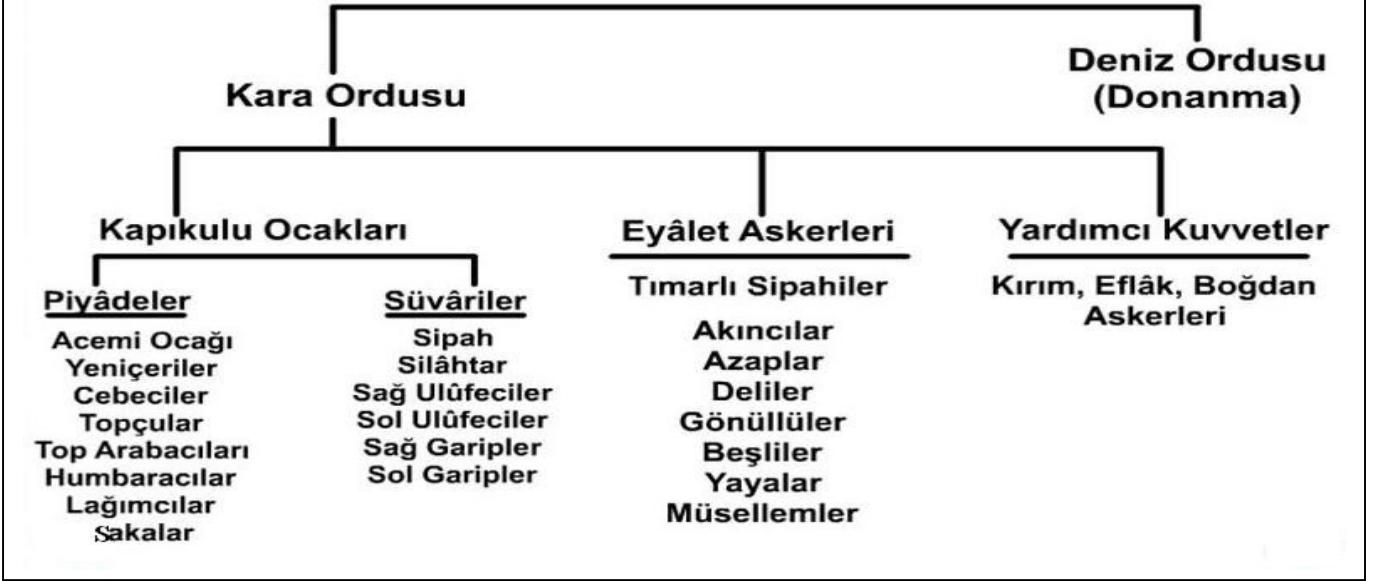 Deniz Ordusu
(Donanma)
Kara Ordusu
Kapıkulu Ocakları
Piyâdeler
Acemi Ocağı
Yeniçeriler
Cebeciler
Topçular
Top Arabacıları
Humbaracılar
Lağımcılar
Sakalar
Süvâriler
Sipah
Silâhtar
Sağ Ulûfeciler
Sol Ulûfeciler
Sağ Garipler
Sol Garipler
Eyâlet Askerleri
Tımarlı Sipahiler
Akıncılar
Azaplar
Deliler
Gönüllüler
Beşliler
Yayalar
Müsellemler
Yardımcı Kuvvetler
Kırım, Eflâk, Boğdan
Askerleri